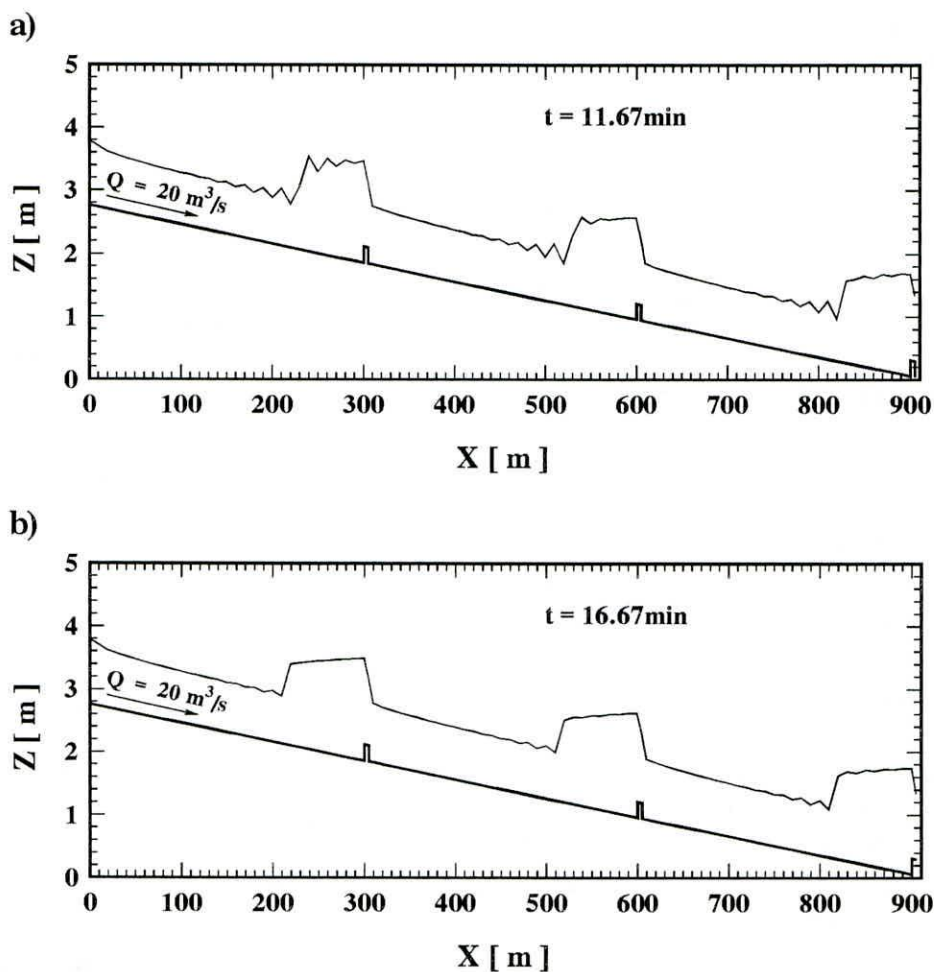 a)
5
4
3
2
1
0
Z [ m ]
t = 11.67min
Q = 20 m³/s
0 100 200 300 400 500 600 700 800 900
X [ m ]
b)
5
4
3
2
1
0
Z [ m ]
t = 16.67min
Q = 20 m³/s
0 100 200 300 400 500 600 700 800 900
X [ m ]